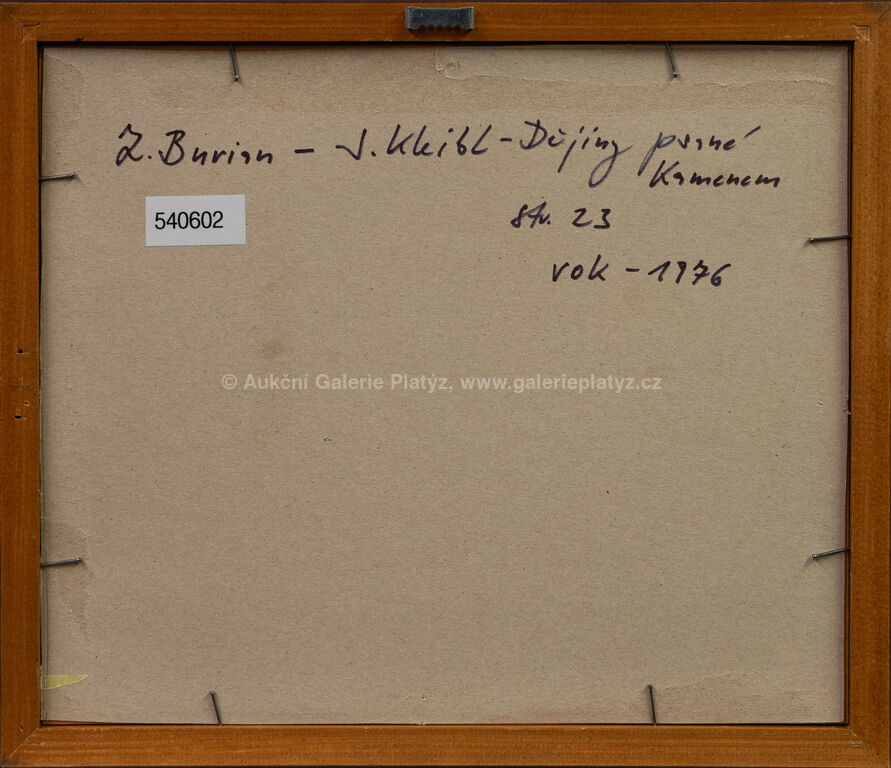 Z. Burian – J. Kleibl – Dějiny psané
Kamenem
540602
str. 23
rok – 1976
© Aukční Galerie Platýz, www.galerieplatyz.cz